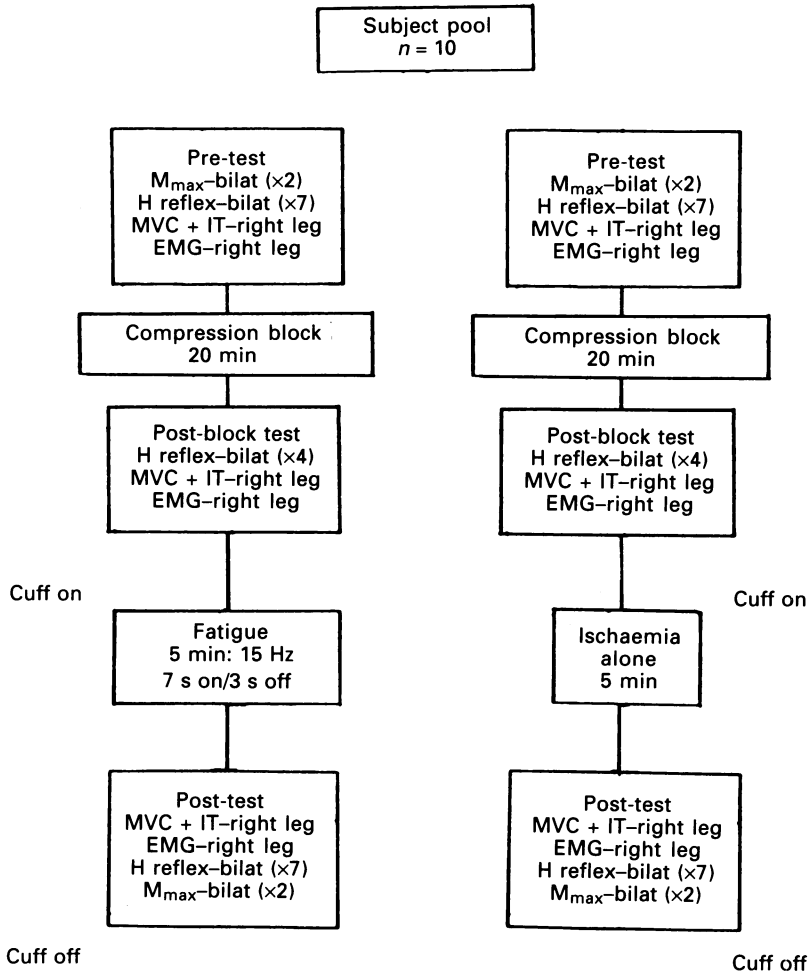 Subject pool
n = 10
Pre-test
Mmax–bilat (×2)
H reflex–bilat (×7)
MVC + IT–right leg
EMG–right leg
Compression block
20 min
Post-block test
H reflex–bilat (×4)
MVC + IT–right leg
EMG–right leg
Cuff on
Fatigue
5 min: 15 Hz
7 s on/3 s off
Post-test
MVC + IT–right leg
EMG–right leg
H reflex–bilat (×7)
Mmax–bilat (×2)
Cuff off
Pre-test
Mmax–bilat (×2)
H reflex–bilat (×7)
MVC + IT–right leg
EMG–right leg
Compression block
20 min
Post-block test
H reflex–bilat (×4)
MVC + IT–right leg
EMG–right leg
Cuff on
Ischaemia
alone
5 min
Post-test
MVC + IT–right leg
EMG–right leg
H reflex–bilat (×7)
Mmax–bilat (×2)
Cuff off